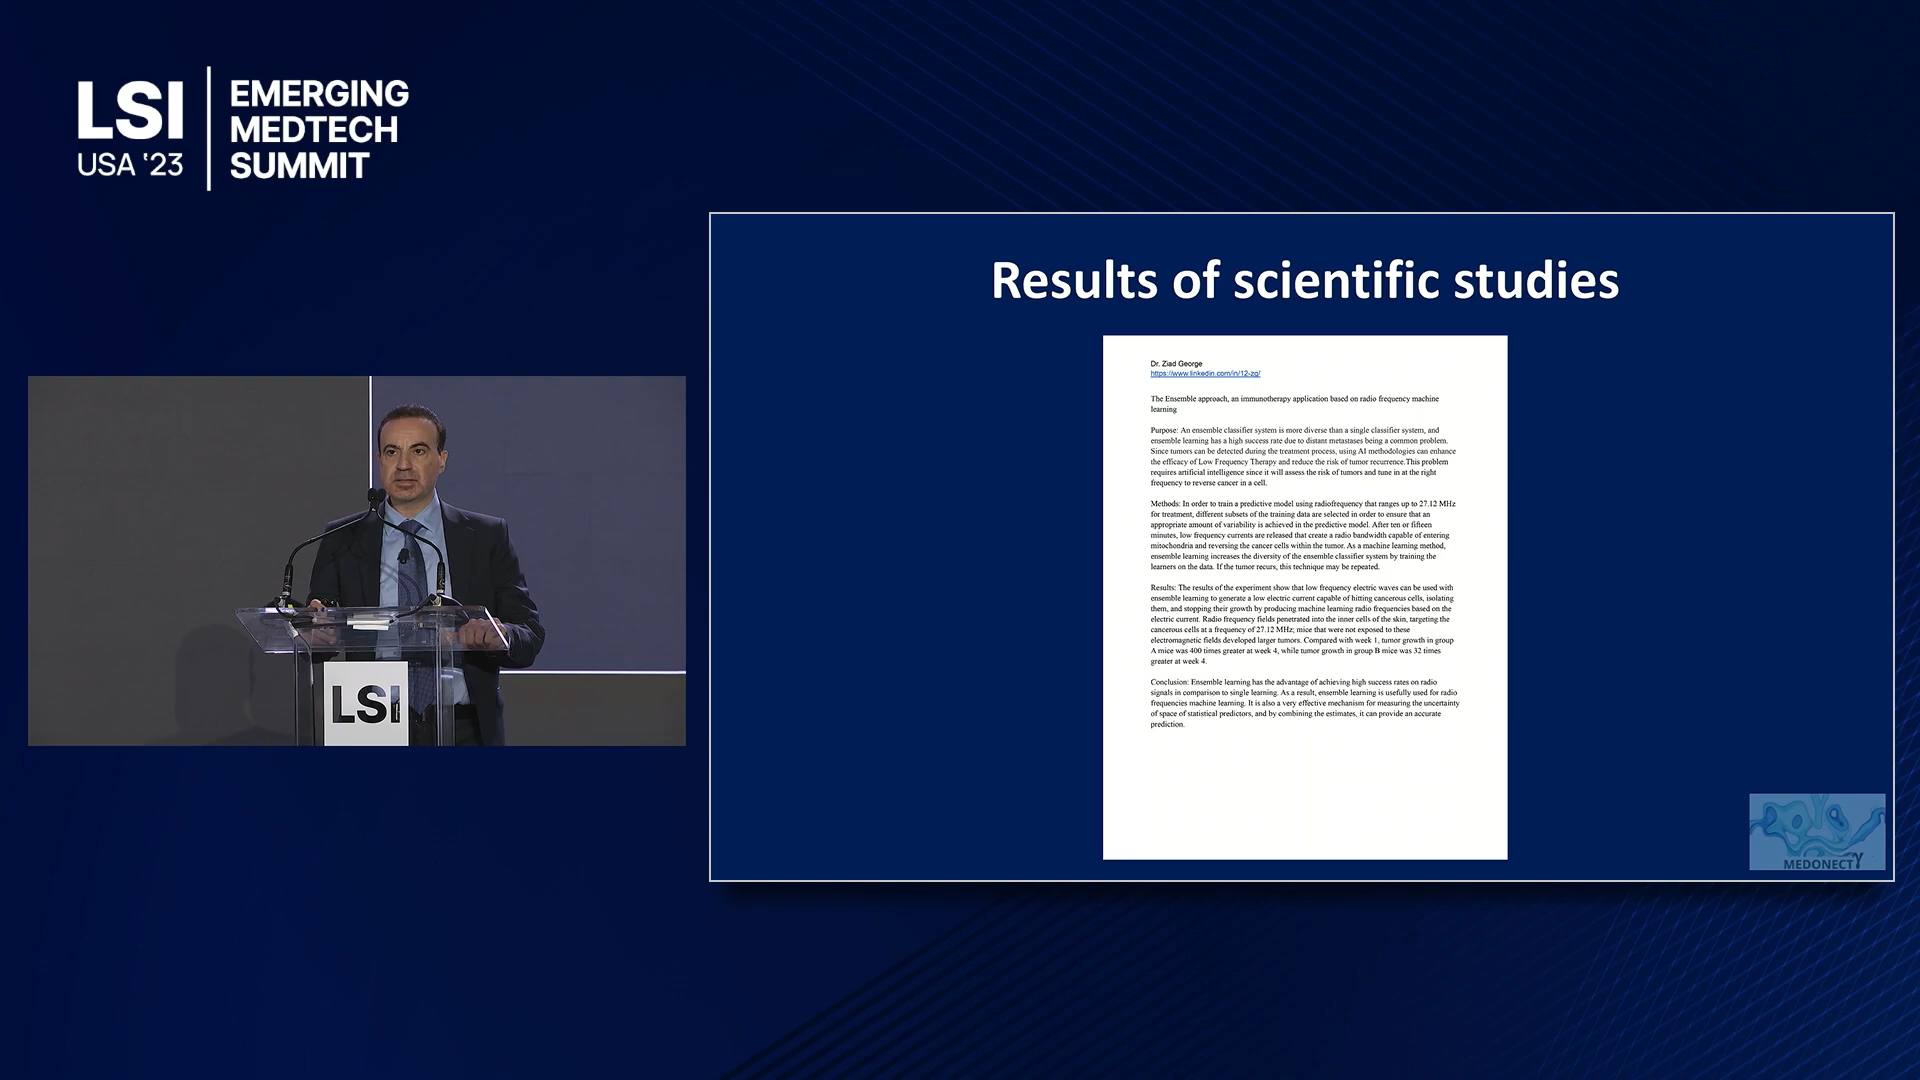 LSI
USA '23
EMERGING
MEDTECH
SUMMIT
Results of scientific studies
Dr. Ziad George
https://www.linkedin.com/in/12-zg/
The Ensemble approach, an immunotherapy application based on radio frequency machine
learning
Purpose: An ensemble classifier system is more diverse than a single classifier system, and
ensemble learning has a high success rate due to distant metastases being a common problem.
Since tumors can be detected during the treatment process, using AI methodologies can enhance
the efficacy of Low Frequency Therapy and reduce the risk of tumor recurrence.This problem
requires artificial intelligence since it will assess the risk of tumors and tune in at the right
frequency to reverse cancer in a cell.
Methods: In order to train a predictive model using radiofrequency that ranges up to 27.12 MHz
for treatment, different subsets of the training data are selected in order to ensure that an
appropriate amount of variability is achieved in the predictive model. After ten or fifteen
minutes, low frequency currents are released that create a radio bandwidth capable of entering
mitochondria and reversing the cancer cells within the tumor. As a machine learning method,
ensemble learning increases the diversity of the ensemble classifier system by training the
learners on the data. If the tumor recurs, this technique may be repeated.
Results: The results of the experiment show that low frequency electric waves can be used with
ensemble learning to generate a low electric current capable of hitting cancerous cells, isolating
them, and stopping their growth by producing machine learning radio frequencies based on the
electric current. Radio frequency fields penetrated into the inner cells of the skin, targeting the
cancerous cells at a frequency of 27.12 MHz; mice that were not exposed to these
electromagnetic fields developed larger tumors. Compared with week 1, tumor growth in group
A mice was 400 times greater at week 4, while tumor growth in group B mice was 32 times
greater at week 4.
Conclusion: Ensemble learning has the advantage of achieving high success rates on radio
signals in comparison to single learning. As a result, ensemble learning is usefully used for radio
frequencies machine learning. It is also a very effective mechanism for measuring the uncertainty
of space of statistical predictors, and by combining the estimates, it can provide an accurate
prediction.
LSI
MEDONECTY